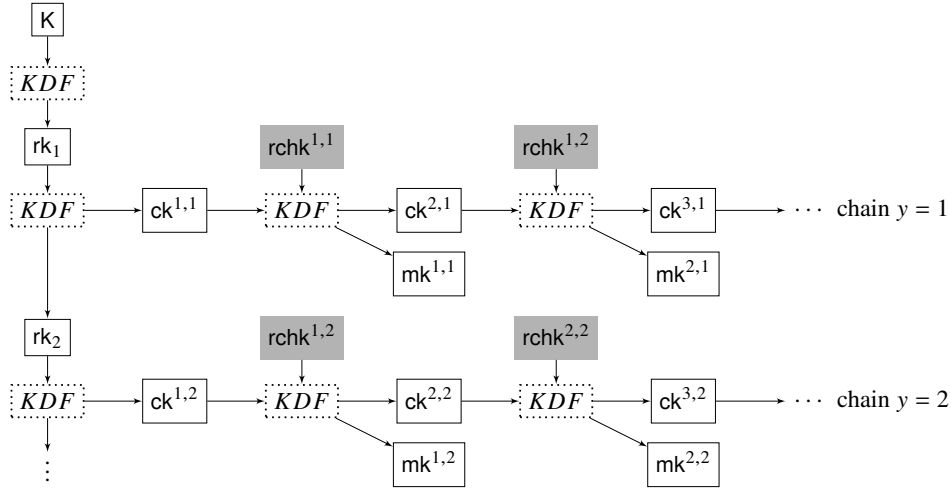 K
KDF
rk₁
rchk¹,¹ rchk¹,²
KDF ck¹,¹ KDF ck²,¹ KDF ck³,¹ ⋯ chain y = 1
mk¹,¹ mk²,¹
rk₂
rchk¹,² rchk²,²
KDF ck¹,² KDF ck²,² KDF ck³,² ⋯ chain y = 2
mk¹,² mk²,²
⋮